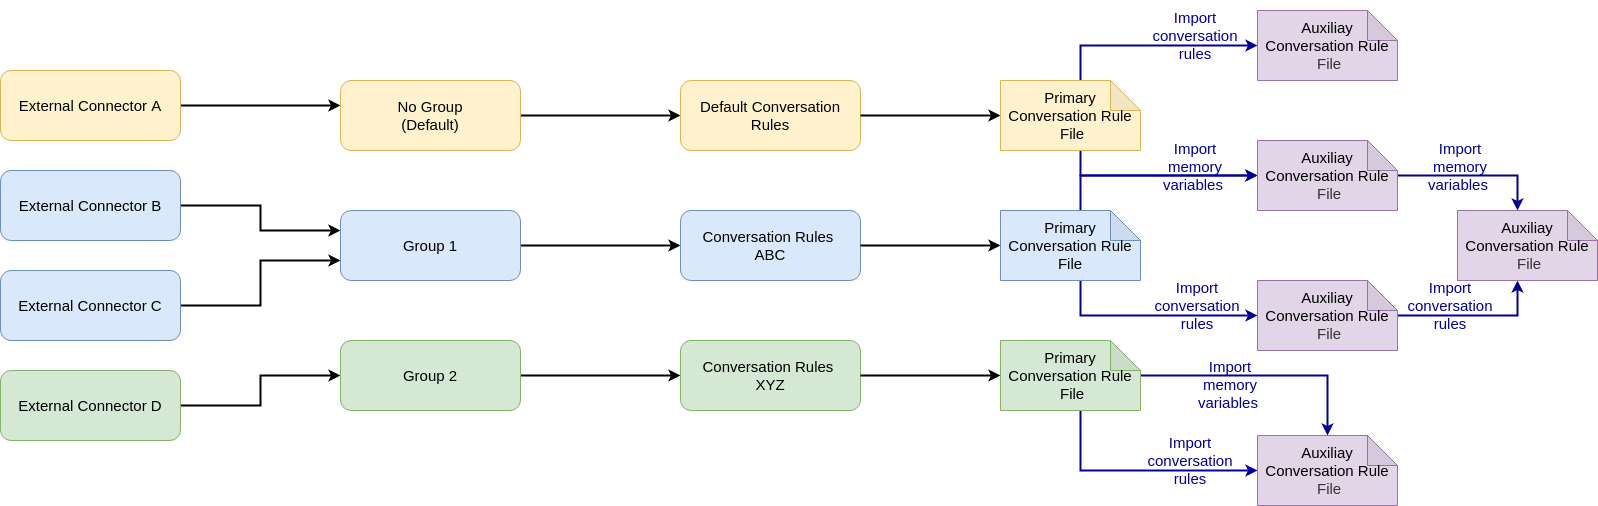 External Connector A
External Connector B
External Connector C
External Connector D
No Group
(Default)
Group 1
Group 2
Default Conversation
Rules
Conversation Rules
ABC
Conversation Rules
XYZ
Primary
Conversation Rule
File
Primary
Conversation Rule
File
Primary
Conversation Rule
File
Import
conversation
rules
Import
memory
variables
Import
conversation
rules
Import
memory
variables
Import
conversation
rules
Auxiliay
Conversation Rule
File
Auxiliay
Conversation Rule
File
Auxiliay
Conversation Rule
File
Auxiliay
Conversation Rule
File
Import
memory
variables
Import
conversation
rules
Auxiliay
Conversation Rule
File